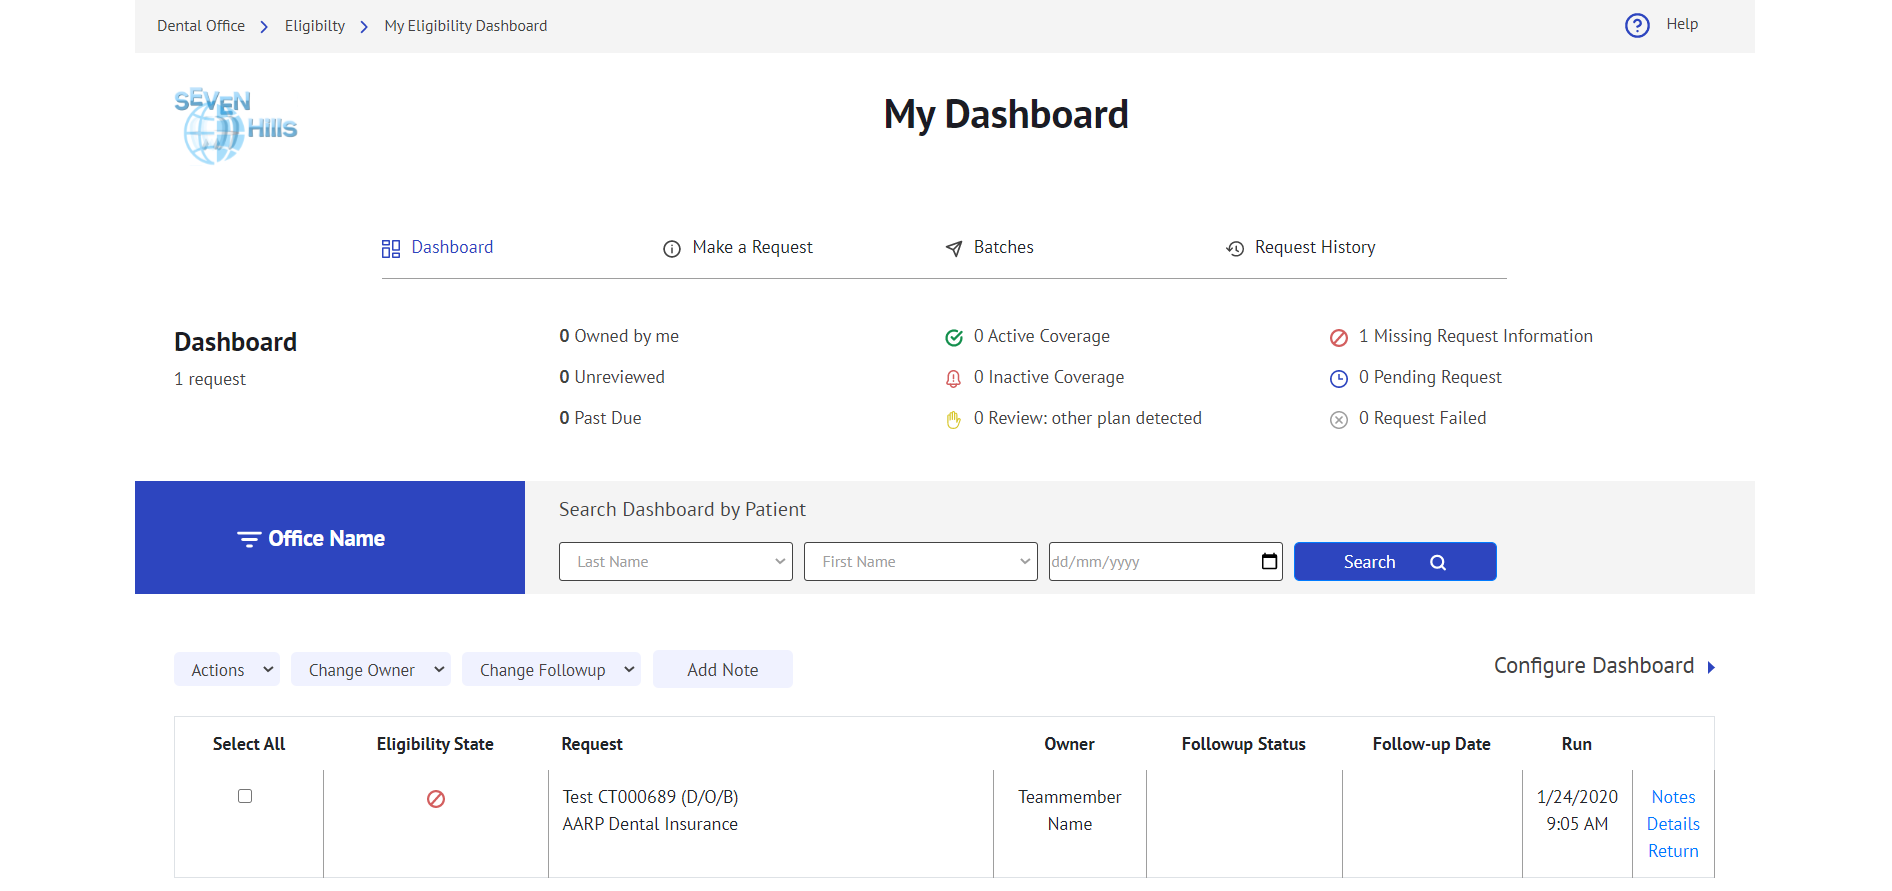 Dental Office > Eligibilty > My Eligibility Dashboard
Help
SEVEN
Hills
My Dashboard
Dashboard
Make a Request
Batches
Request History
Dashboard
1 request
0 Owned by me
0 Unreviewed
0 Past Due
0 Active Coverage
0 Inactive Coverage
0 Review: other plan detected
1 Missing Request Information
0 Pending Request
0 Request Failed
Office Name
Search Dashboard by Patient
Last Name
First Name
dd/mm/yyyy
Search
Actions
Change Owner
Change Followup
Add Note
Configure Dashboard
Select All
Eligibility State
Request
Owner
Followup Status
Follow-up Date
Run
Test CT000689 (D/O/B)
AARP Dental Insurance
Teammember
Name
1/24/2020
9:05 AM
Notes
Details
Return